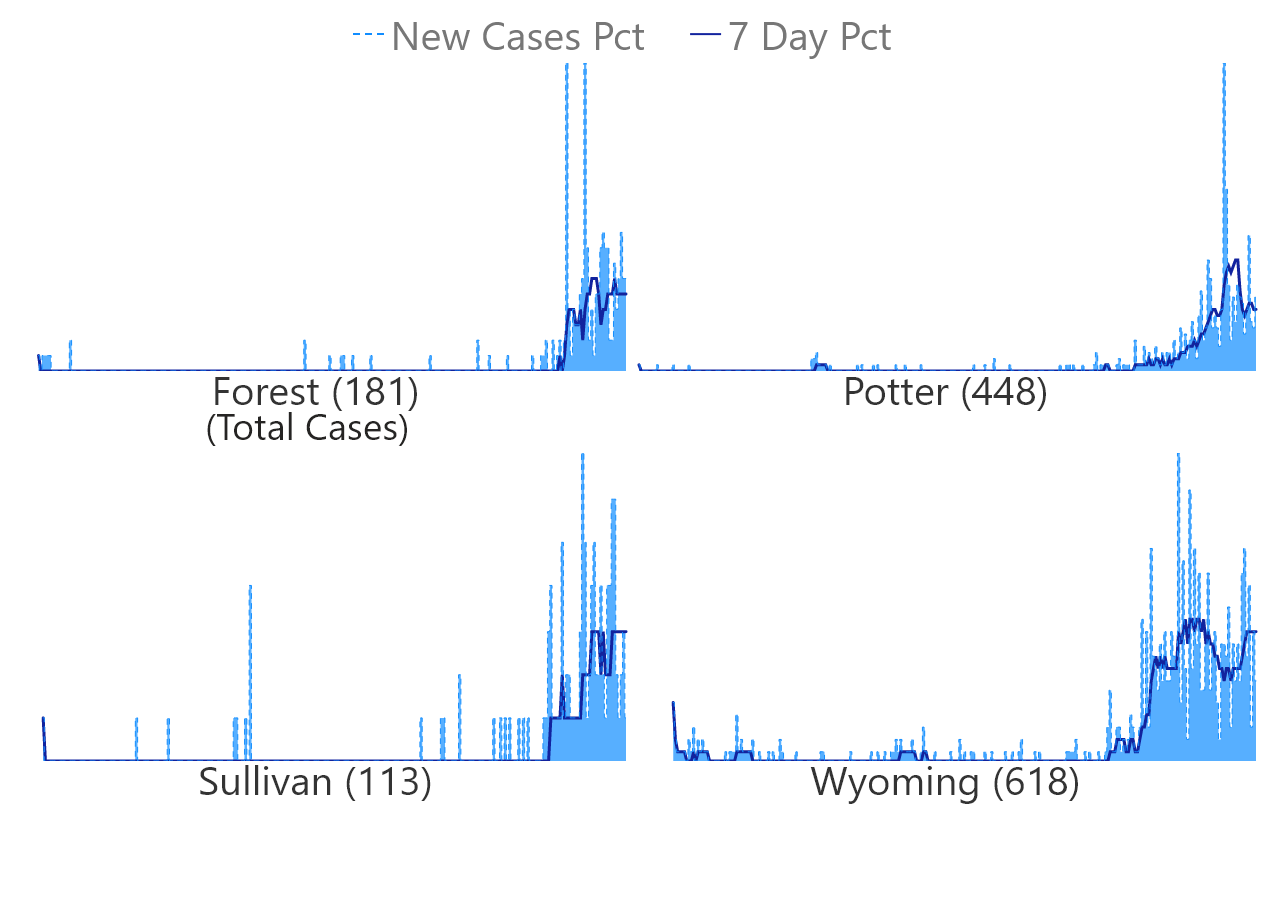 New Cases Pct 7 Day Pct
Forest (181) Potter (448)
(Total Cases)
Sullivan (113) Wyoming (618)